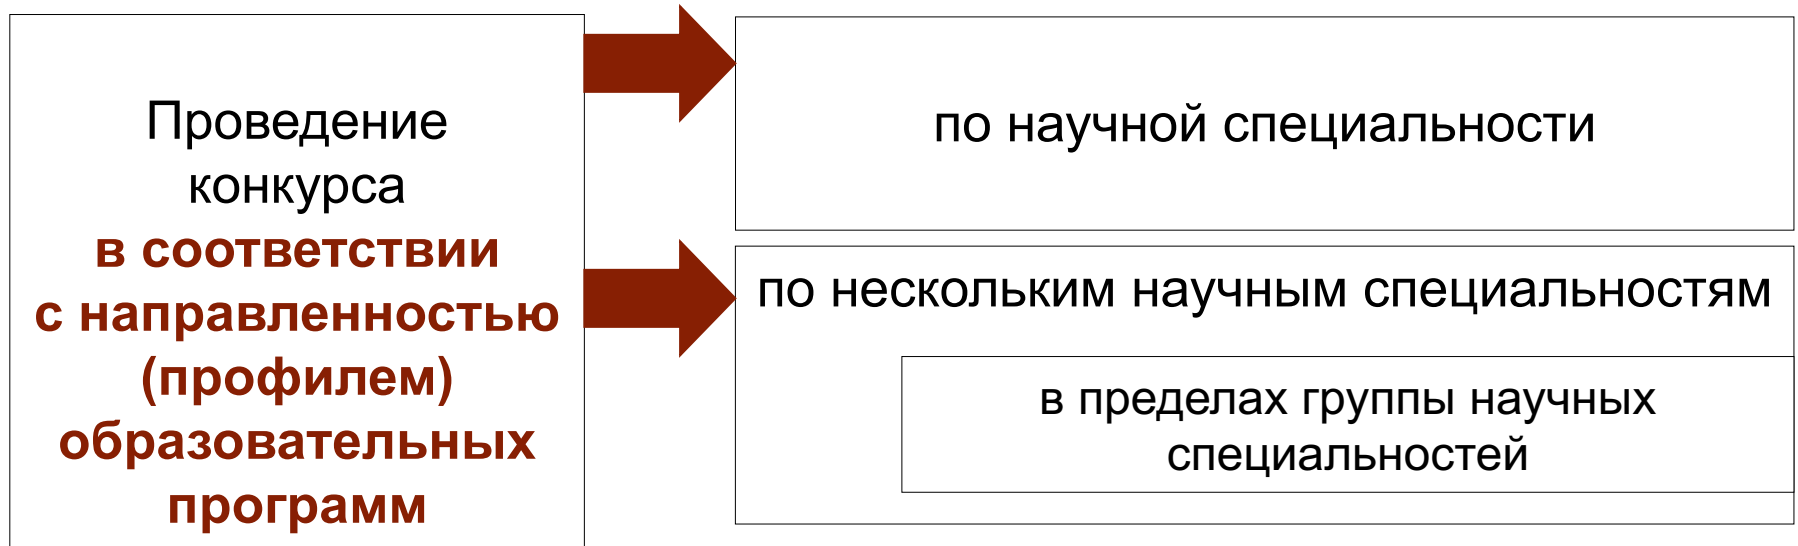 Проведение
конкурса
в соответствии
с направленностью
(профилем)
образовательных
программ
по научной специальности
по нескольким научным специальностям
в пределах группы научных
специальностей